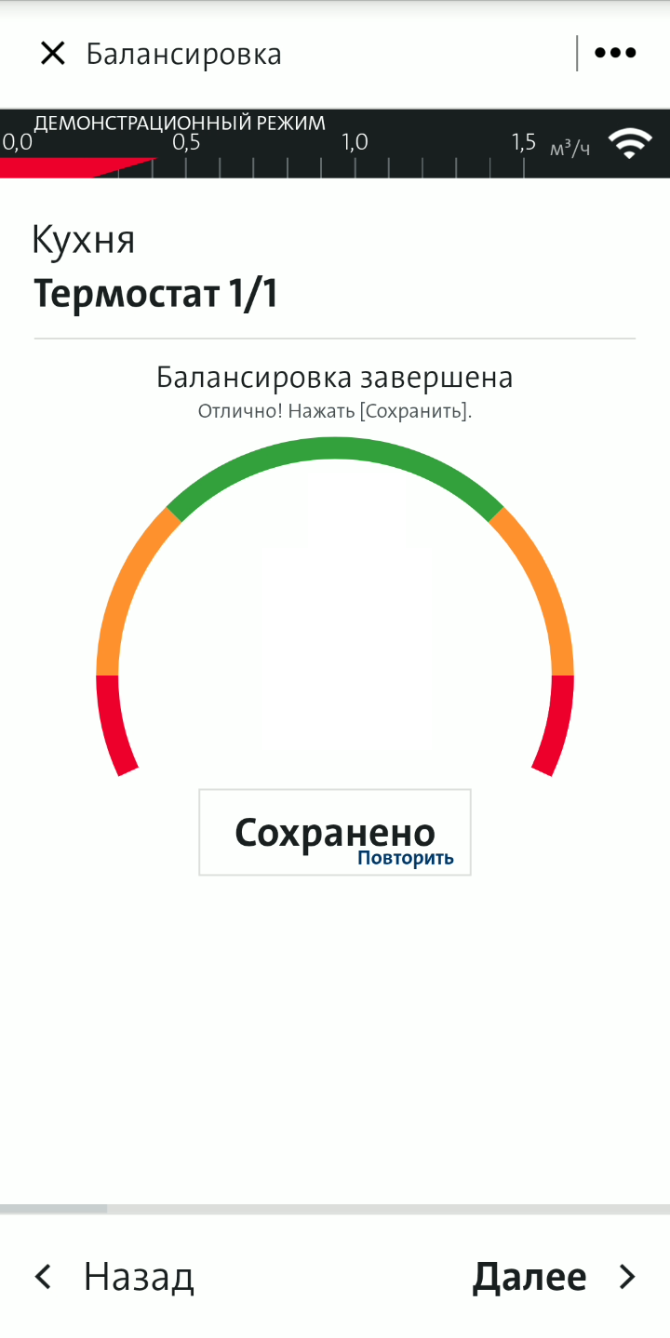 Балансировка
ДЕМОНСТРАЦИОННЫЙ РЕЖИМ
0,0 0,5 1,0 1,5 м³/ч
Кухня
Термостат 1/1
Балансировка завершена
Отлично! Нажать [Сохранить].
Сохранено
Повторить
Назад Далее